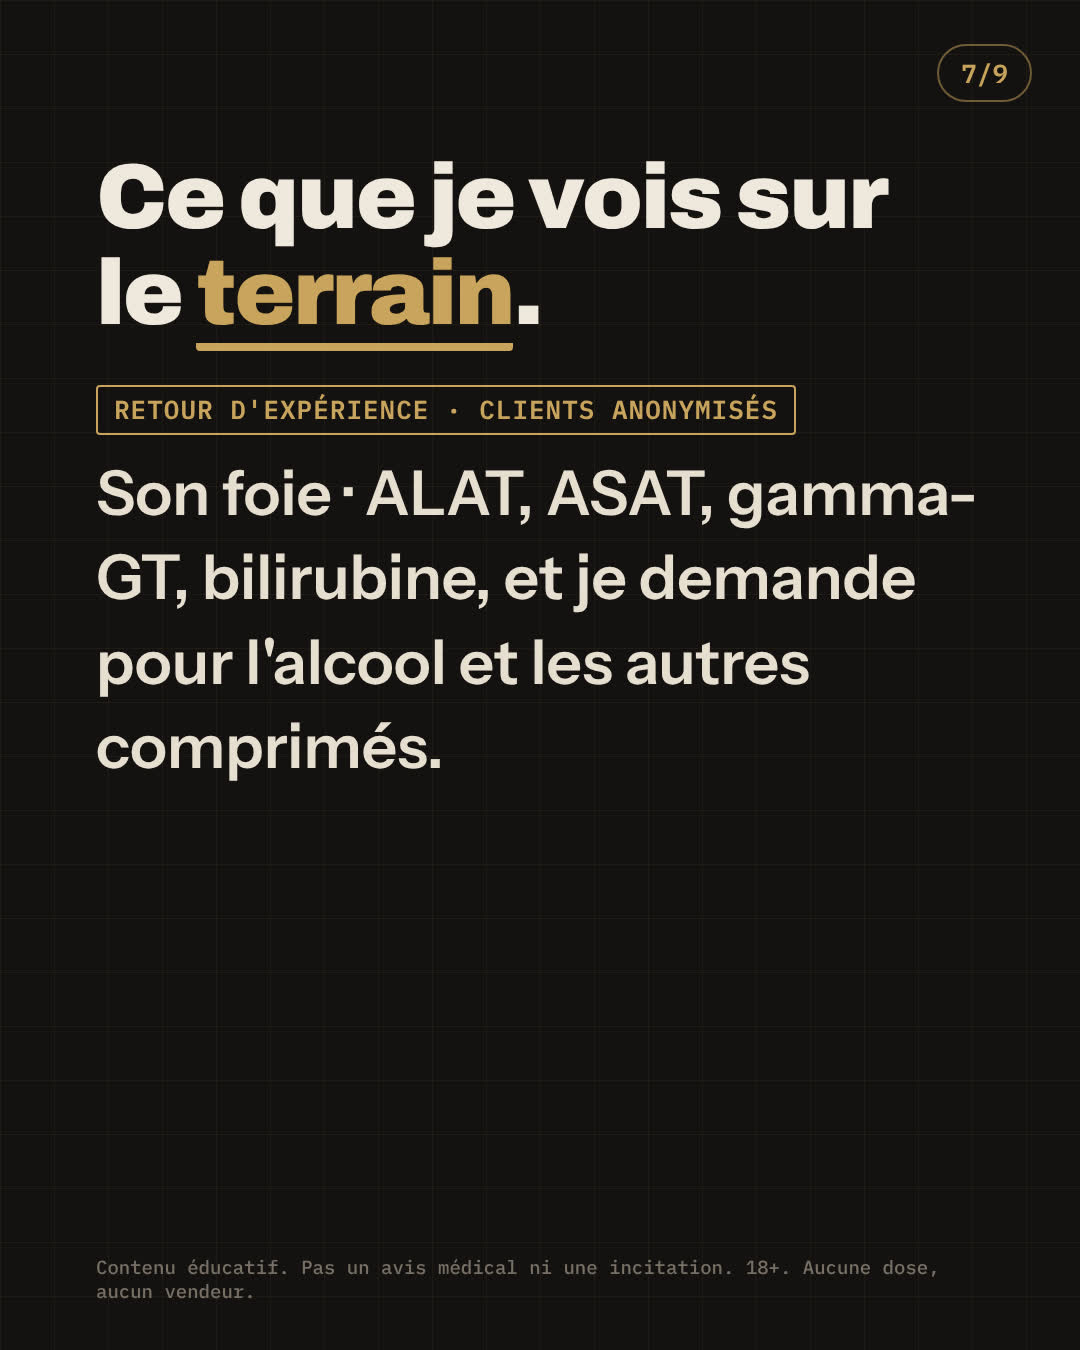 7/9
Ce que je vois sur
le terrain.
RETOUR D'EXPÉRIENCE · CLIENTS ANONYMISÉS
Son foie · ALAT, ASAT, gamma-
GT, bilirubine, et je demande
pour l'alcool et les autres
comprimés.
Contenu éducatif. Pas un avis médical ni une incitation. 18+. Aucune dose,
aucun vendeur.